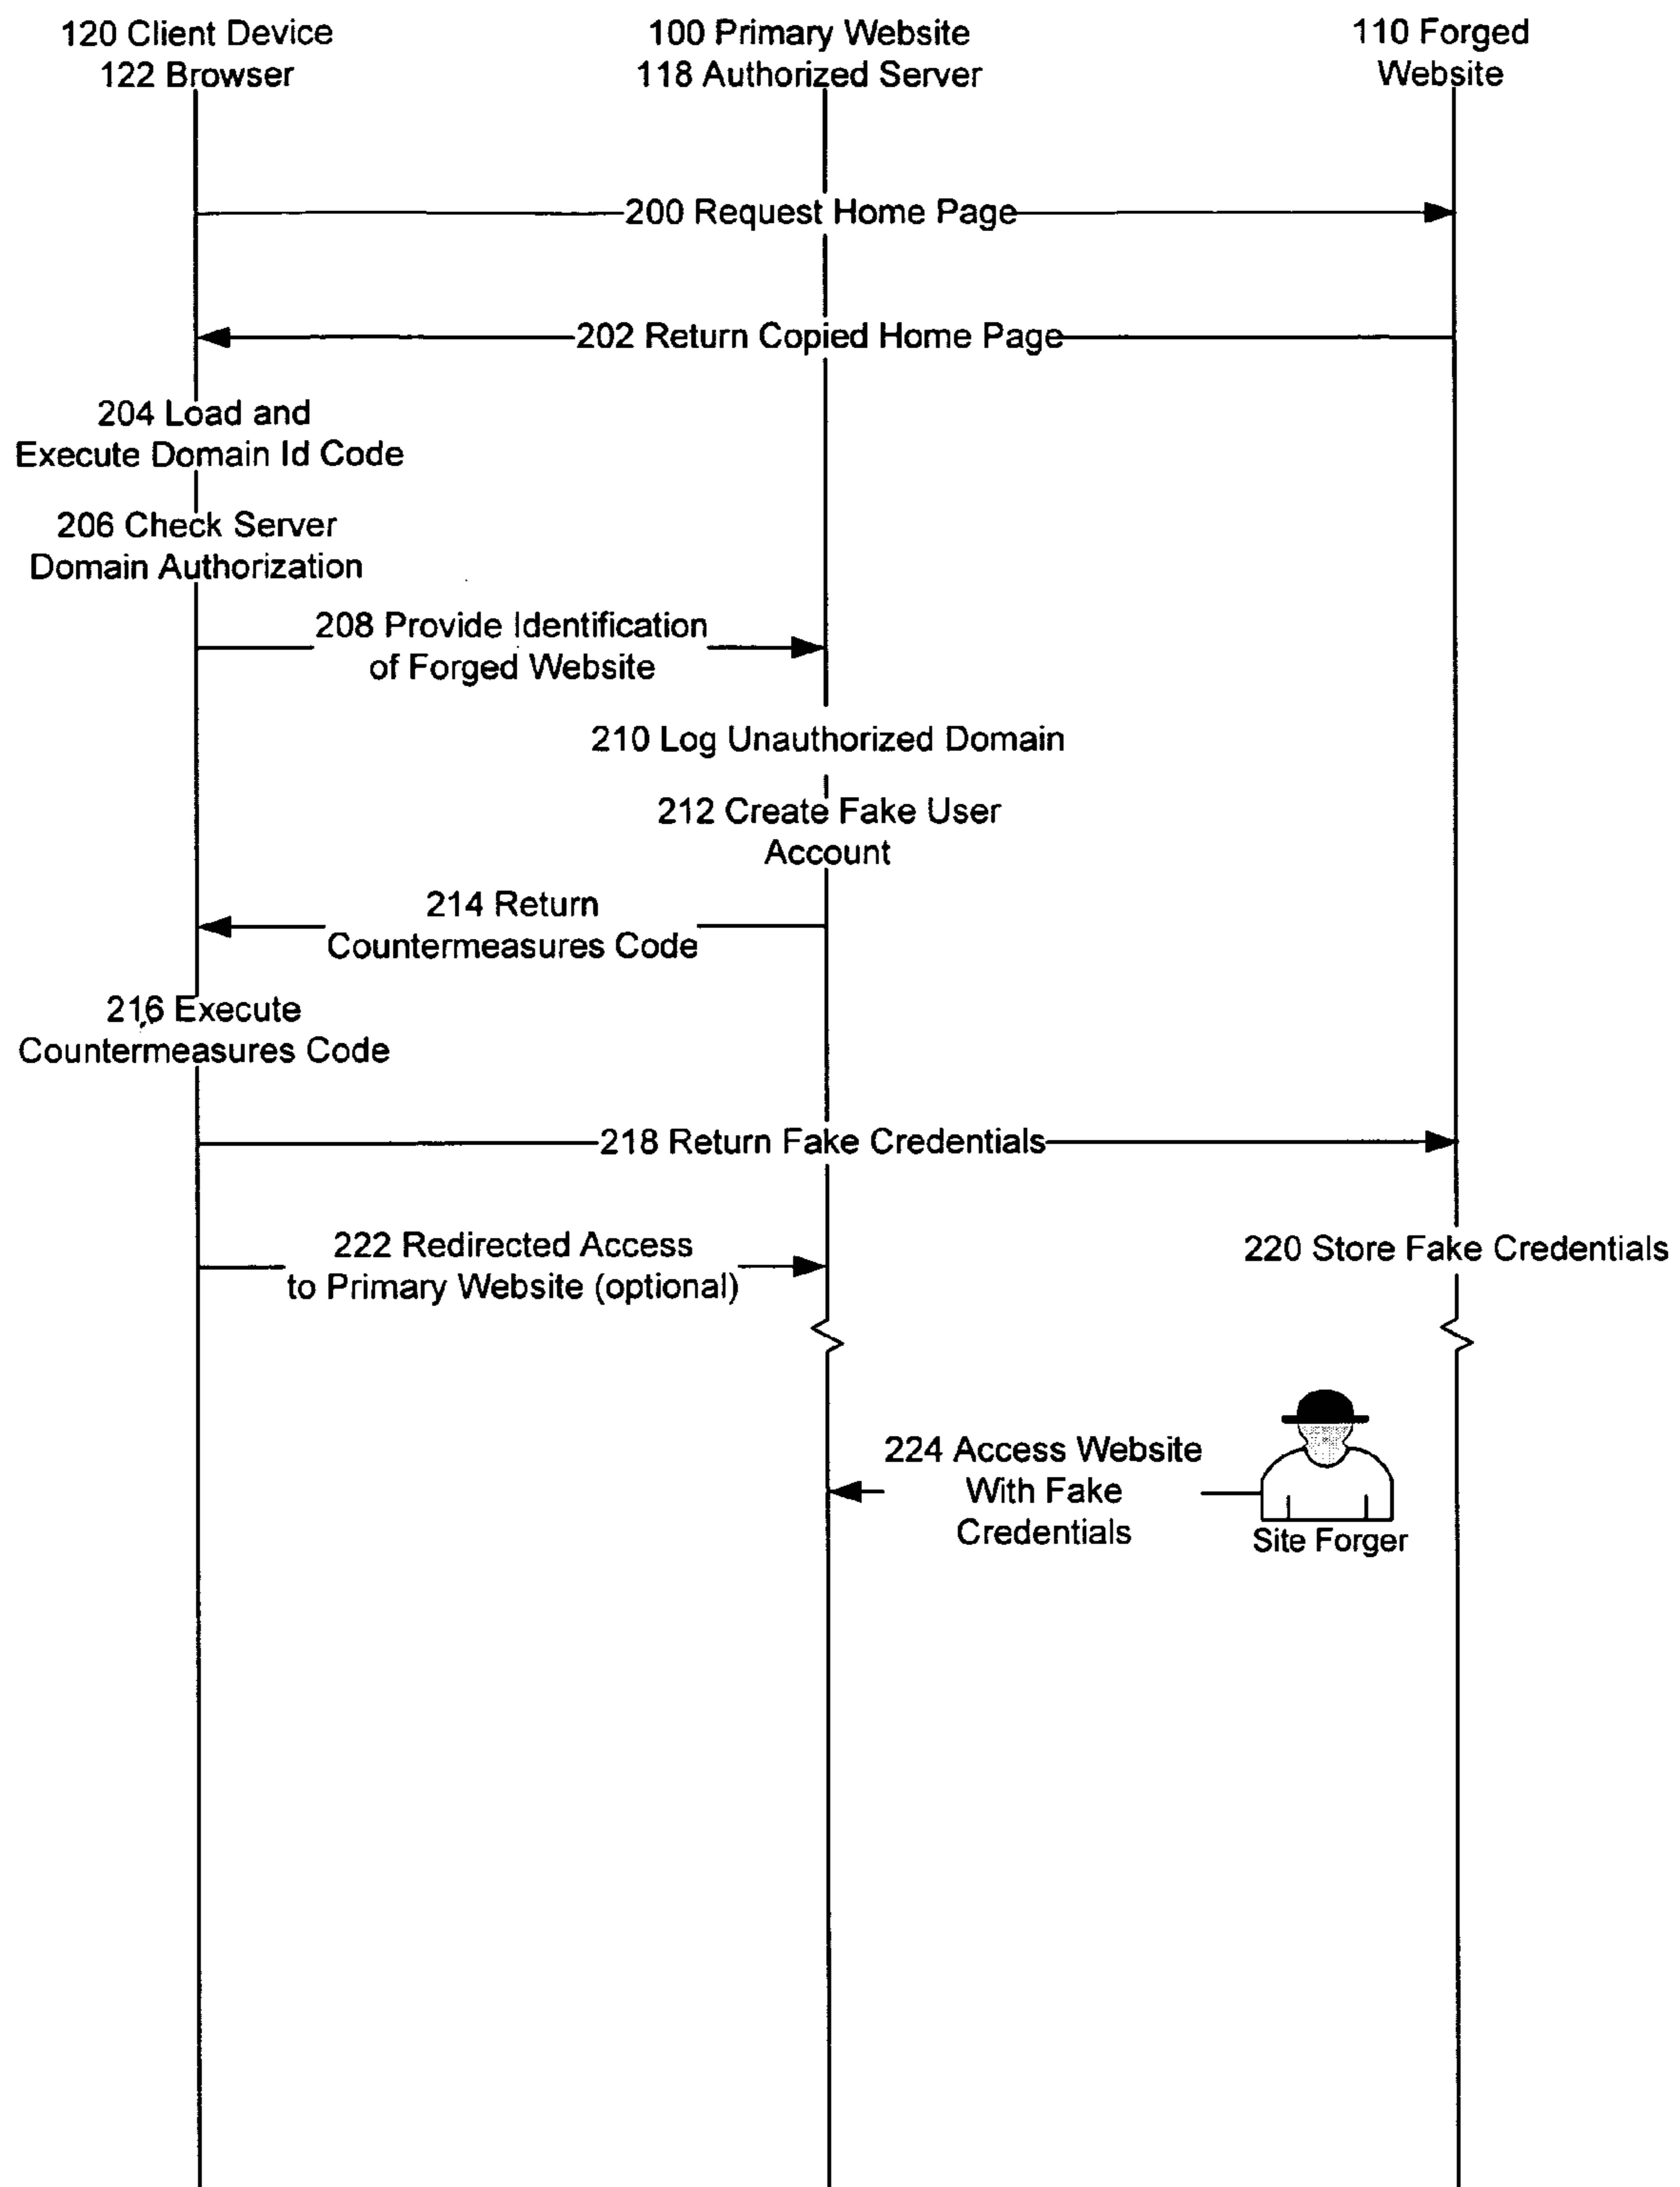 120 Client Device
122 Browser
100 Primary Website
118 Authorized Server
110 Forged
Website
200 Request Home Page
202 Return Copied Home Page
204 Load and
Execute Domain Id Code
206 Check Server
Domain Authorization
208 Provide Identification
of Forged Website
210 Log Unauthorized Domain
212 Create Fake User
Account
214 Return
Countermeasures Code
216 Execute
Countermeasures Code
218 Return Fake Credentials
222 Redirected Access
to Primary Website (optional)
220 Store Fake Credentials
224 Access Website
With Fake
Credentials
Site Forger